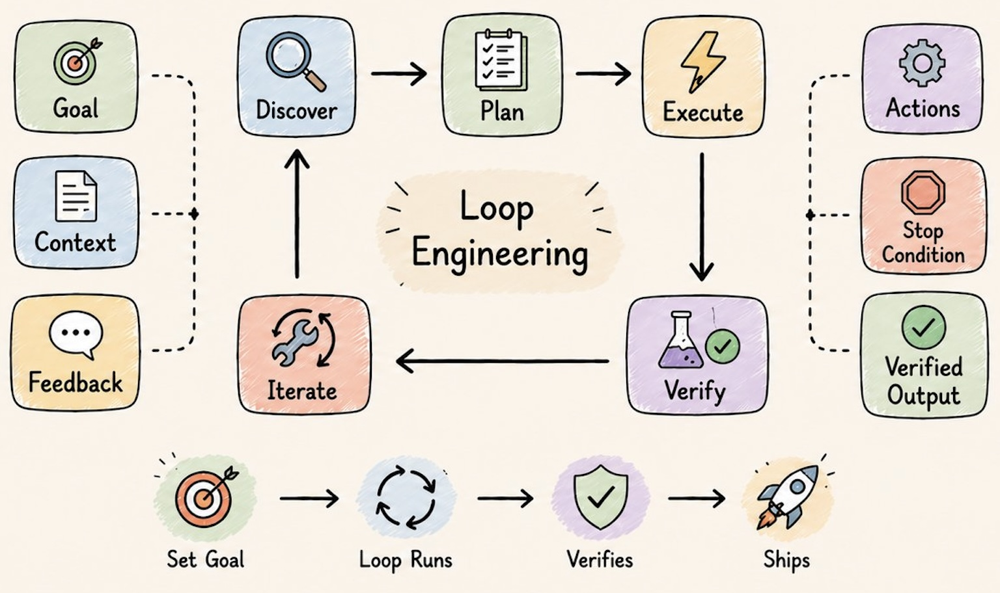 Goal
Discover
Plan
Execute
Actions
Context
Loop
Engineering
Stop
Condition
Feedback
Iterate
Verify
Verified
Output
Set Goal
Loop Runs
Verifies
Ships